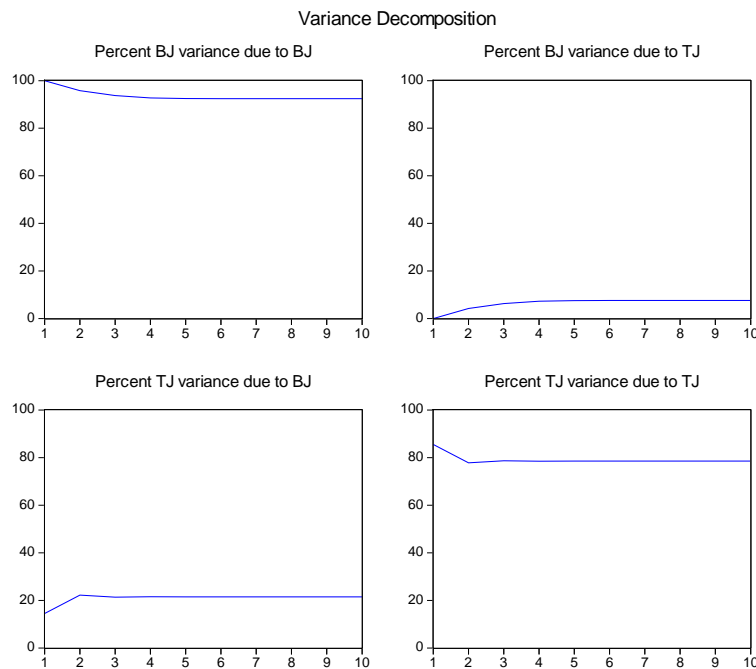 Variance Decomposition
Percent BJ variance due to BJ
100
80
60
40
20
0
1 2 3 4 5 6 7 8 9 10
Percent BJ variance due to TJ
100
80
60
40
20
0
1 2 3 4 5 6 7 8 9 10
Percent TJ variance due to BJ
100
80
60
40
20
0
1 2 3 4 5 6 7 8 9 10
Percent TJ variance due to TJ
100
80
60
40
20
0
1 2 3 4 5 6 7 8 9 10